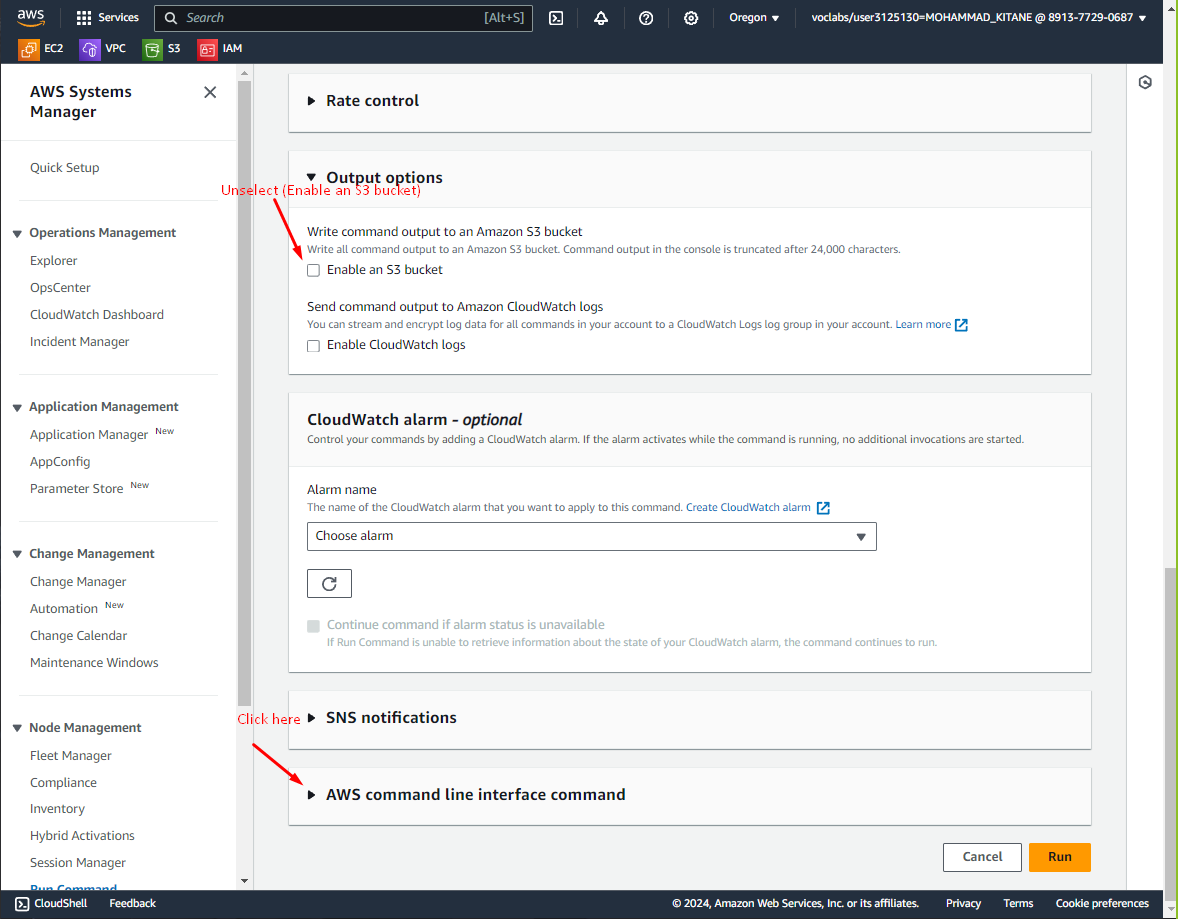 aws
Services
Search [Alt+S]
Oregon
voclabs/user3125130=MOHAMMAD_KITANE @ 8913-7729-0687
EC2
VPC
S3
IAM
AWS Systems
Manager
Quick Setup
Operations Management
Explorer
OpsCenter
CloudWatch Dashboard
Incident Manager
Application Management
Application Manager New
AppConfig
Parameter Store New
Change Management
Change Manager
Automation New
Change Calendar
Maintenance Windows
Node Management
Fleet Manager
Compliance
Inventory
Hybrid Activations
Session Manager
Run Command
Rate control
Output options
Unselect (Enable an S3 bucket)
Write command output to an Amazon S3 bucket
Write all command output to an Amazon S3 bucket. Command output in the console is truncated after 24,000 characters.
Enable an S3 bucket
Send command output to Amazon CloudWatch logs
You can stream and encrypt log data for all commands in your account to a CloudWatch Logs log group in your account. Learn more
Enable CloudWatch logs
CloudWatch alarm - optional
Control your commands by adding a CloudWatch alarm. If the alarm activates while the command is running, no additional invocations are started.
Alarm name
The name of the CloudWatch alarm that you want to apply to this command. Create CloudWatch alarm
Choose alarm
Continue command if alarm status is unavailable
If Run Command is unable to retrieve information about the state of your CloudWatch alarm, the command continues to run.
Click here
SNS notifications
AWS command line interface command
Cancel
Run
CloudShell
Feedback
© 2024, Amazon Web Services, Inc. or its affiliates.
Privacy
Terms
Cookie preferences